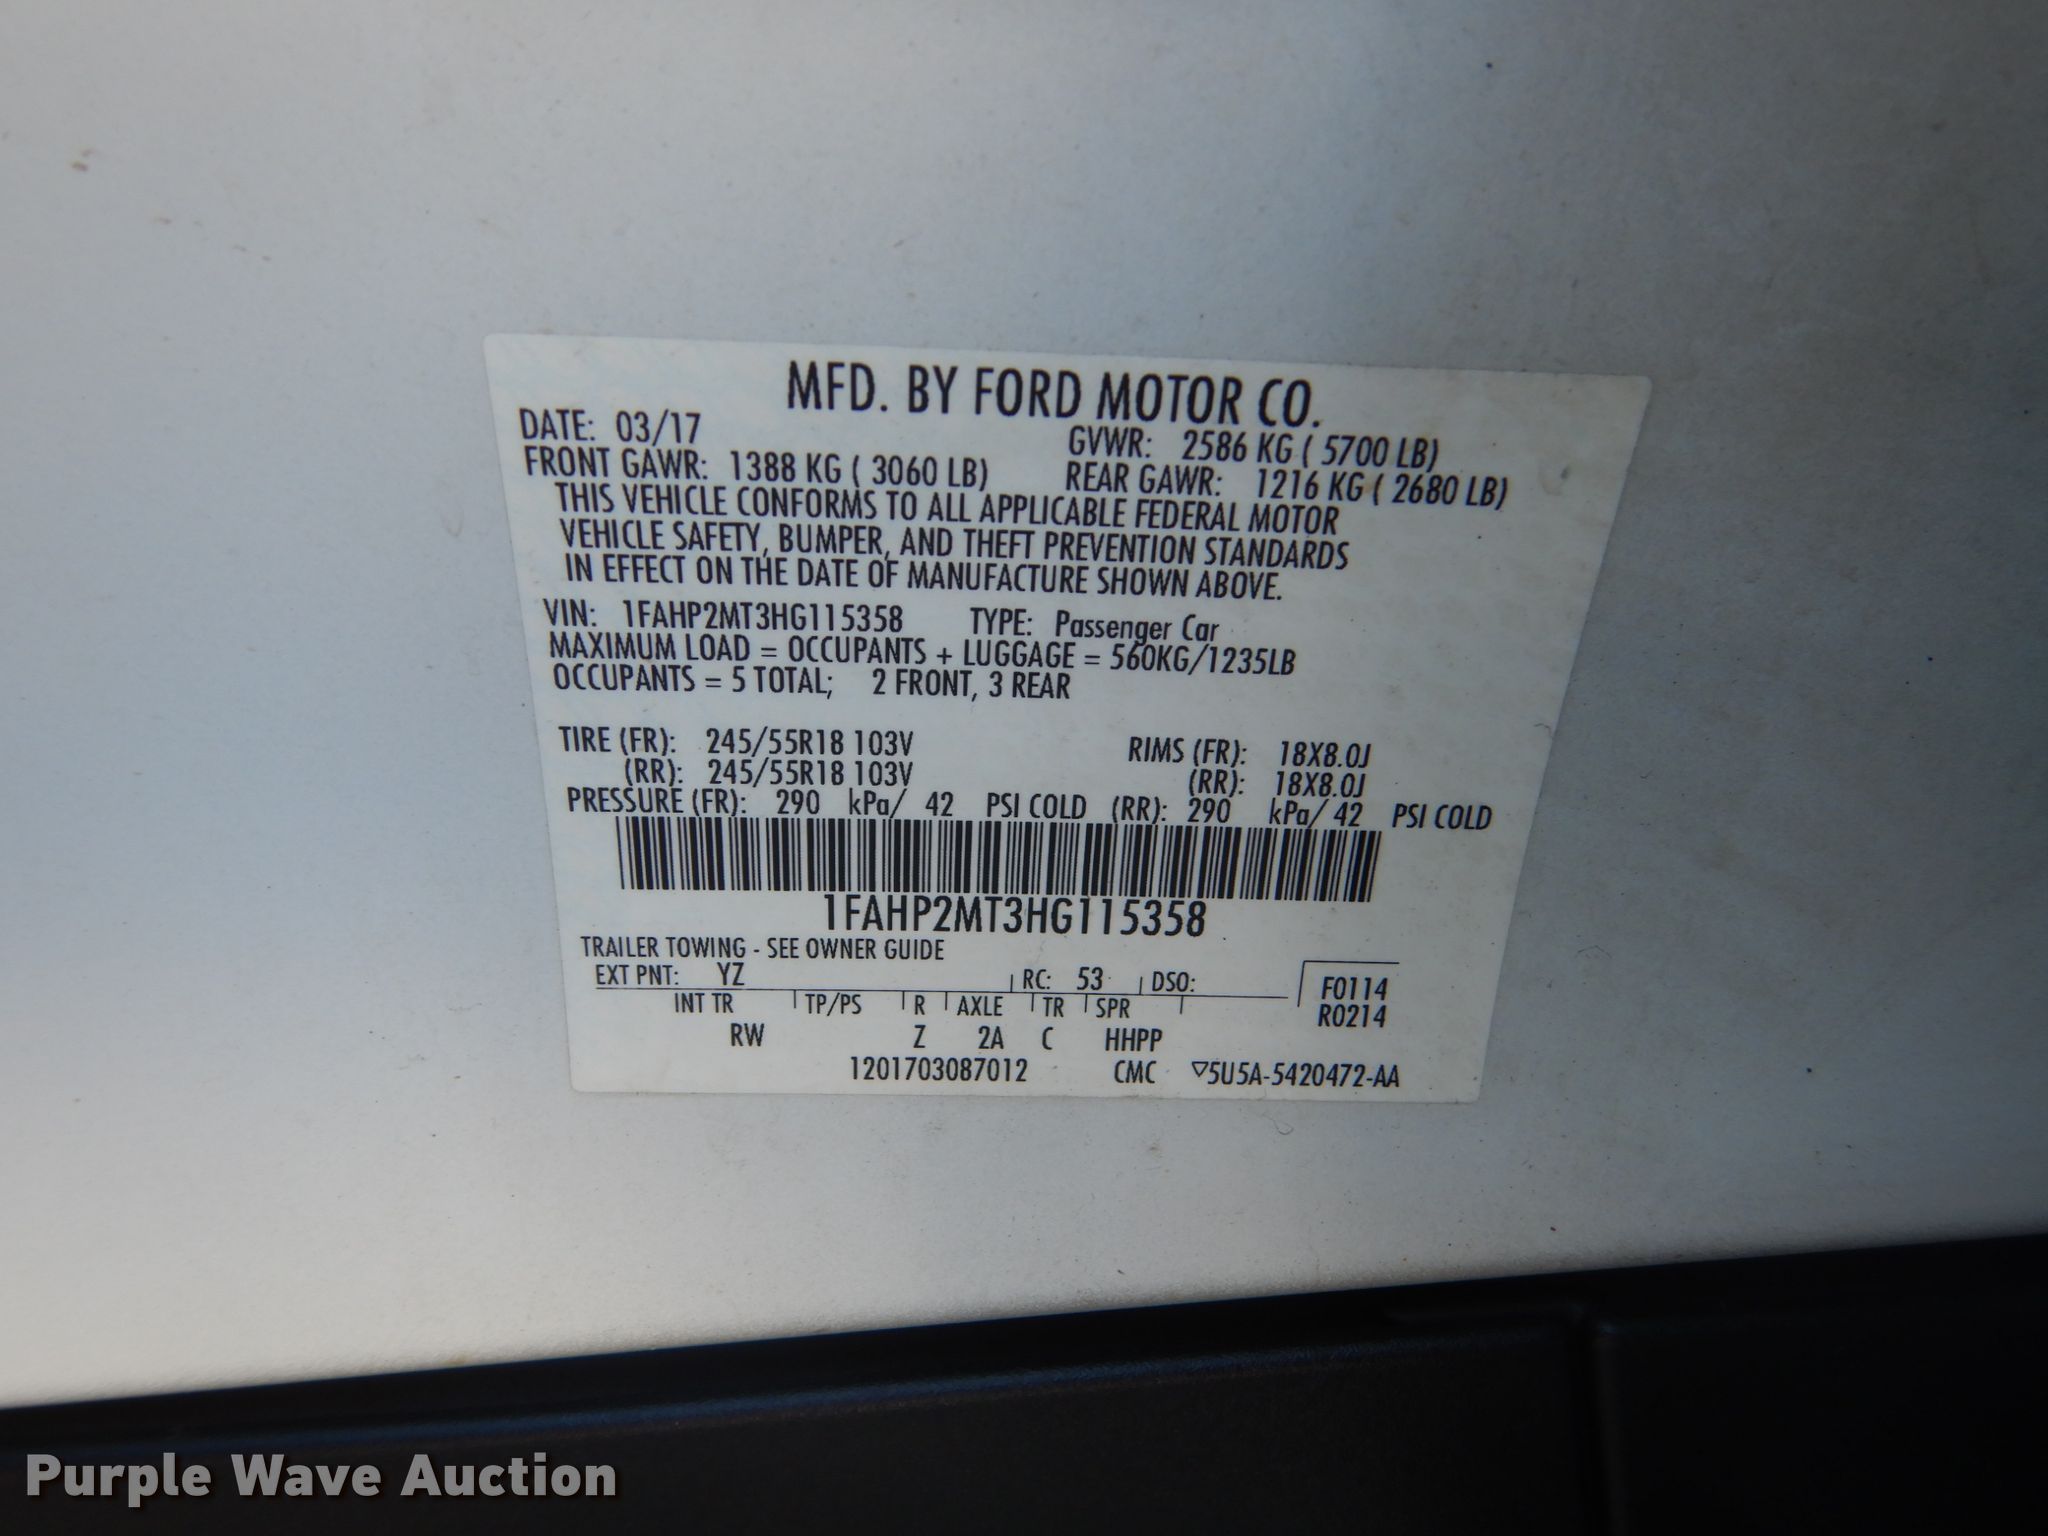 MFD. BY FORD MOTOR CO.
DATE: 03/17 GVWR: 2586 KG ( 5700 LB)
FRONT GAWR: 1388 KG ( 3060 LB) REAR GAWR: 1216 KG ( 2680 LB)
THIS VEHICLE CONFORMS TO ALL APPLICABLE FEDERAL MOTOR
VEHICLE SAFETY, BUMPER, AND THEFT PREVENTION STANDARDS
IN EFFECT ON THE DATE OF MANUFACTURE SHOWN ABOVE.
VIN: 1FAHP2MT3HG115358 TYPE: Passenger Car
MAXIMUM LOAD = OCCUPANTS + LUGGAGE = 560KG/1235LB
OCCUPANTS = 5 TOTAL; 2 FRONT, 3 REAR
TIRE (FR): 245/55R18 103V RIMS (FR): 18X8.0J
(RR): 245/55R18 103V (RR): 18X8.0J
PRESSURE (FR): 290 kPa/ 42 PSI COLD (RR): 290 kPa/ 42 PSI COLD
1FAHP2MT3HG115358
TRAILER TOWING - SEE OWNER GUIDE
EXT PNT: YZ RC: 53 DSO: F0114
INT TR TP/PS R AXLE TR SPR R0214
RW Z 2A C HHPP
1201703087012 CMC ▽5U5A-5420472-AA
Purple Wave Auction